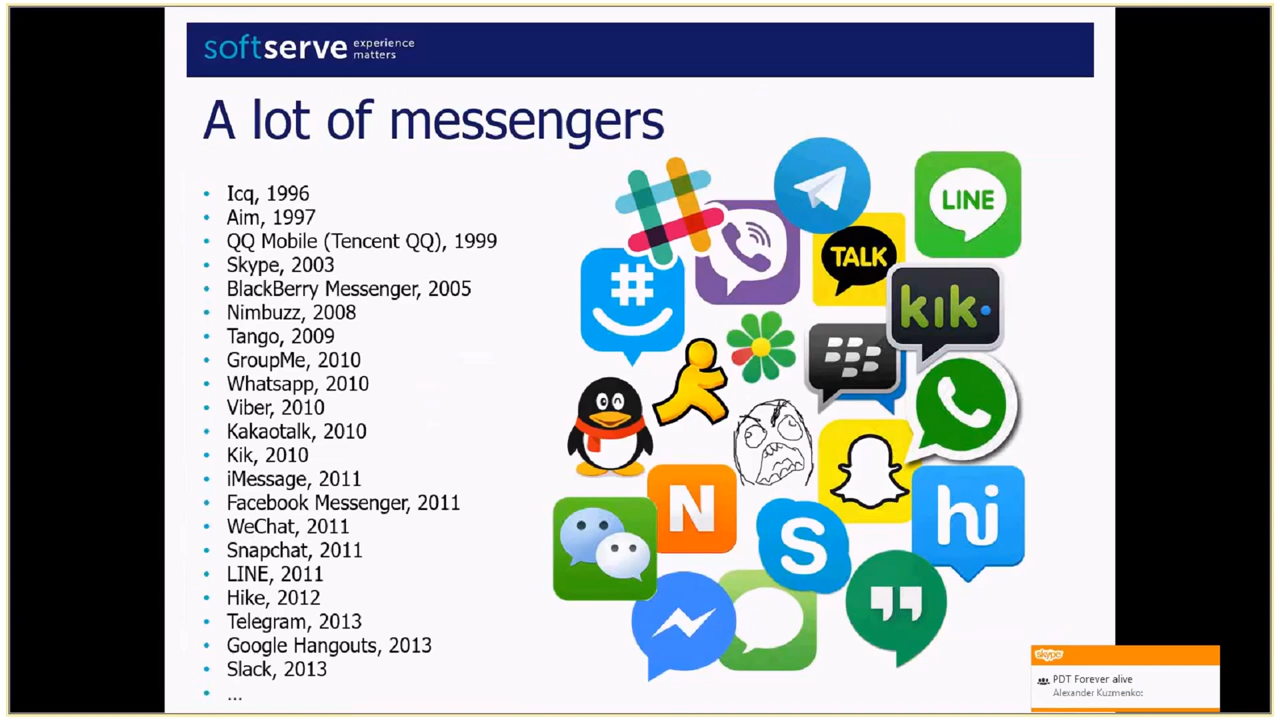 softserve experience matters
A lot of messengers
• Icq, 1996
• Aim, 1997
• QQ Mobile (Tencent QQ), 1999
• Skype, 2003
• BlackBerry Messenger, 2005
• Nimbuzz, 2008
• Tango, 2009
• GroupMe, 2010
• Whatsapp, 2010
• Viber, 2010
• Kakaotalk, 2010
• Kik, 2010
• iMessage, 2011
• Facebook Messenger, 2011
• WeChat, 2011
• Snapchat, 2011
• LINE, 2011
• Hike, 2012
• Telegram, 2013
• Google Hangouts, 2013
• Slack, 2013
• ...
LINE
TALK
#
kik
N
S
hi
skype
PDT Forever alive
Alexander Kuzmenko: